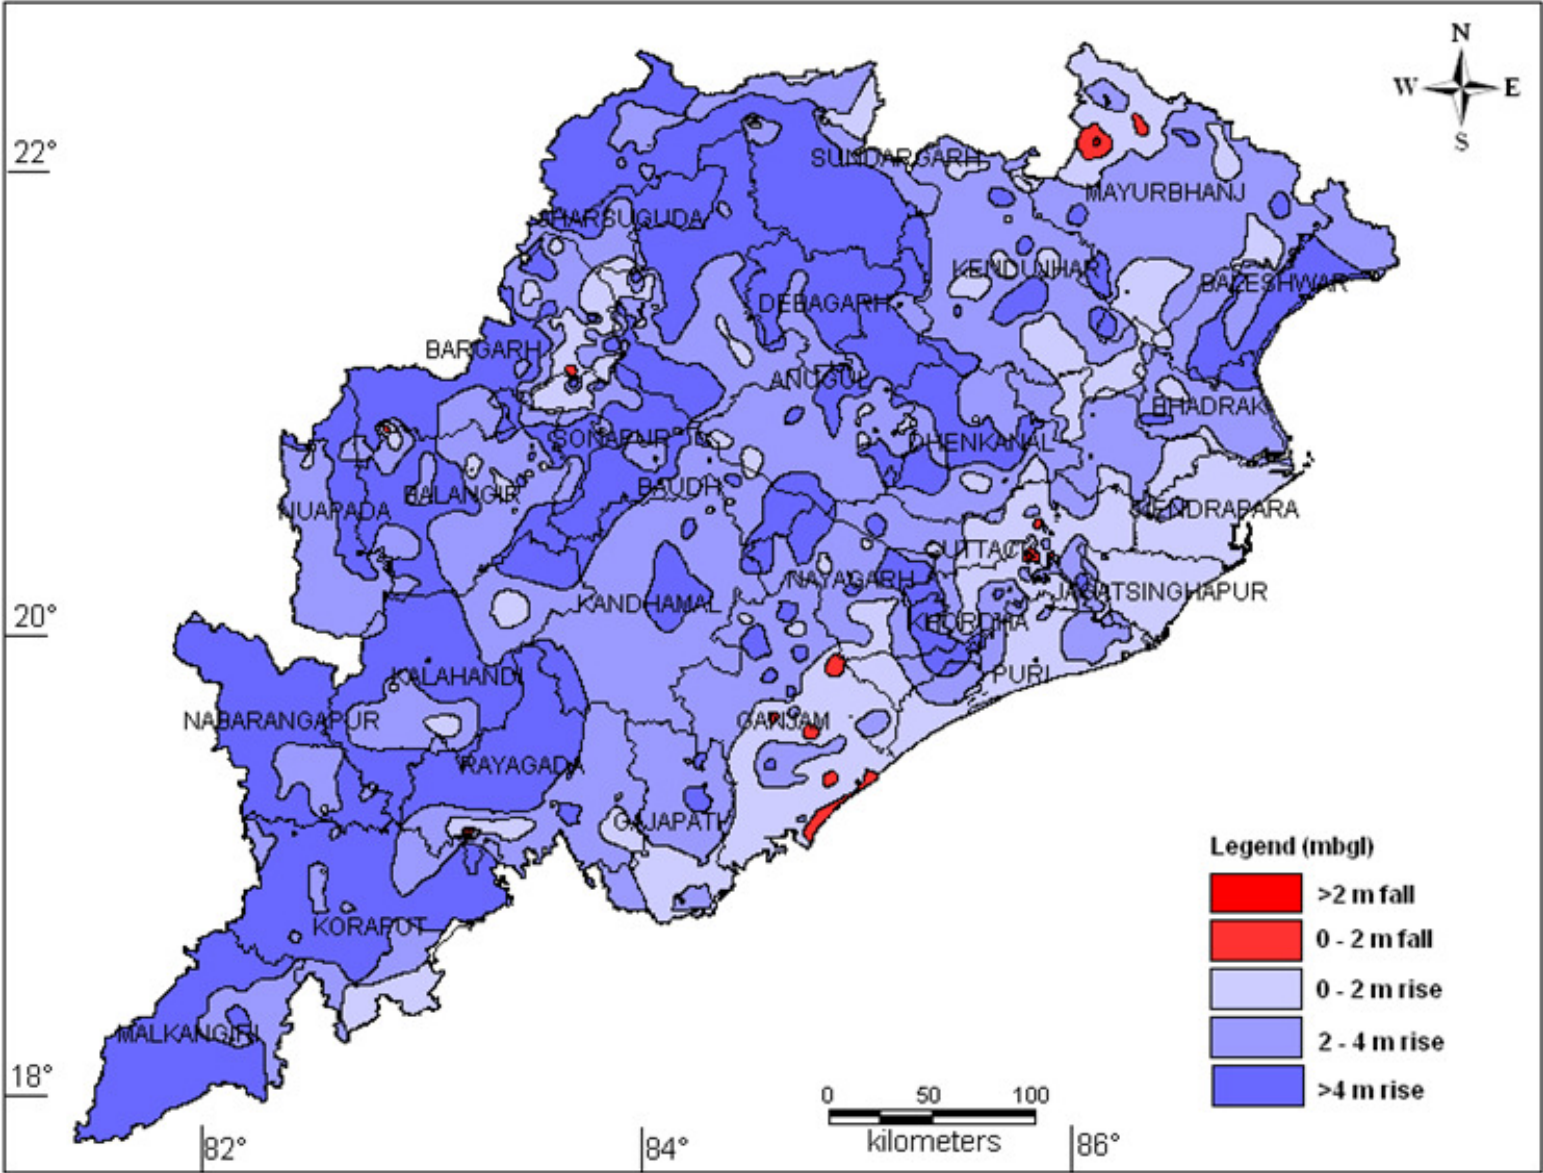 N
W E
S
22°
SUNDARGARH
MAYURBHANJ
JHARSUGUDA
KENDUJHAR
BALESHWAR
DEBAGARH
BARGARH
ANUGUL
BHADRAK
SONAPUR
DHENKANAL
BAUDH
BALANGIR
NUAPADA
KENDRAPARA
CUTTACK
NAYAGARH
JAGATSINGHAPUR
KANDHAMAL
20°
KHORDHA
KALAHANDI
PURI
NABARANGAPUR
GANJAM
RAYAGADA
GAJAPATI
KORAPUT
MALKANGIRI
18°
Legend (mbgl)
>2 m fall
0 - 2 m fall
0 - 2 m rise
2 - 4 m rise
>4 m rise
0 50 100
kilometers
82° 84° 86°